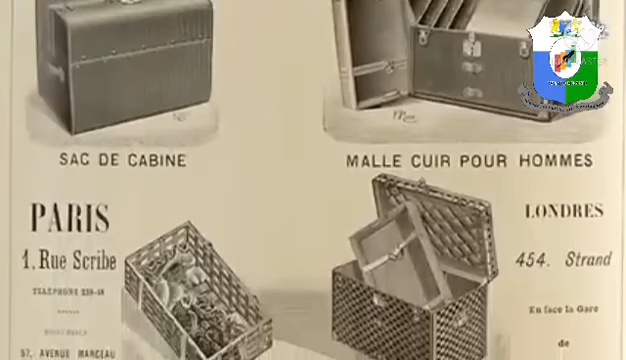 SAC DE CABINE
MALLE CUIR POUR HOMMES
PARIS
1, Rue Scribe
LONDRES
454. Strand
En face la Gare
de
57, AVENUE MARCEAU